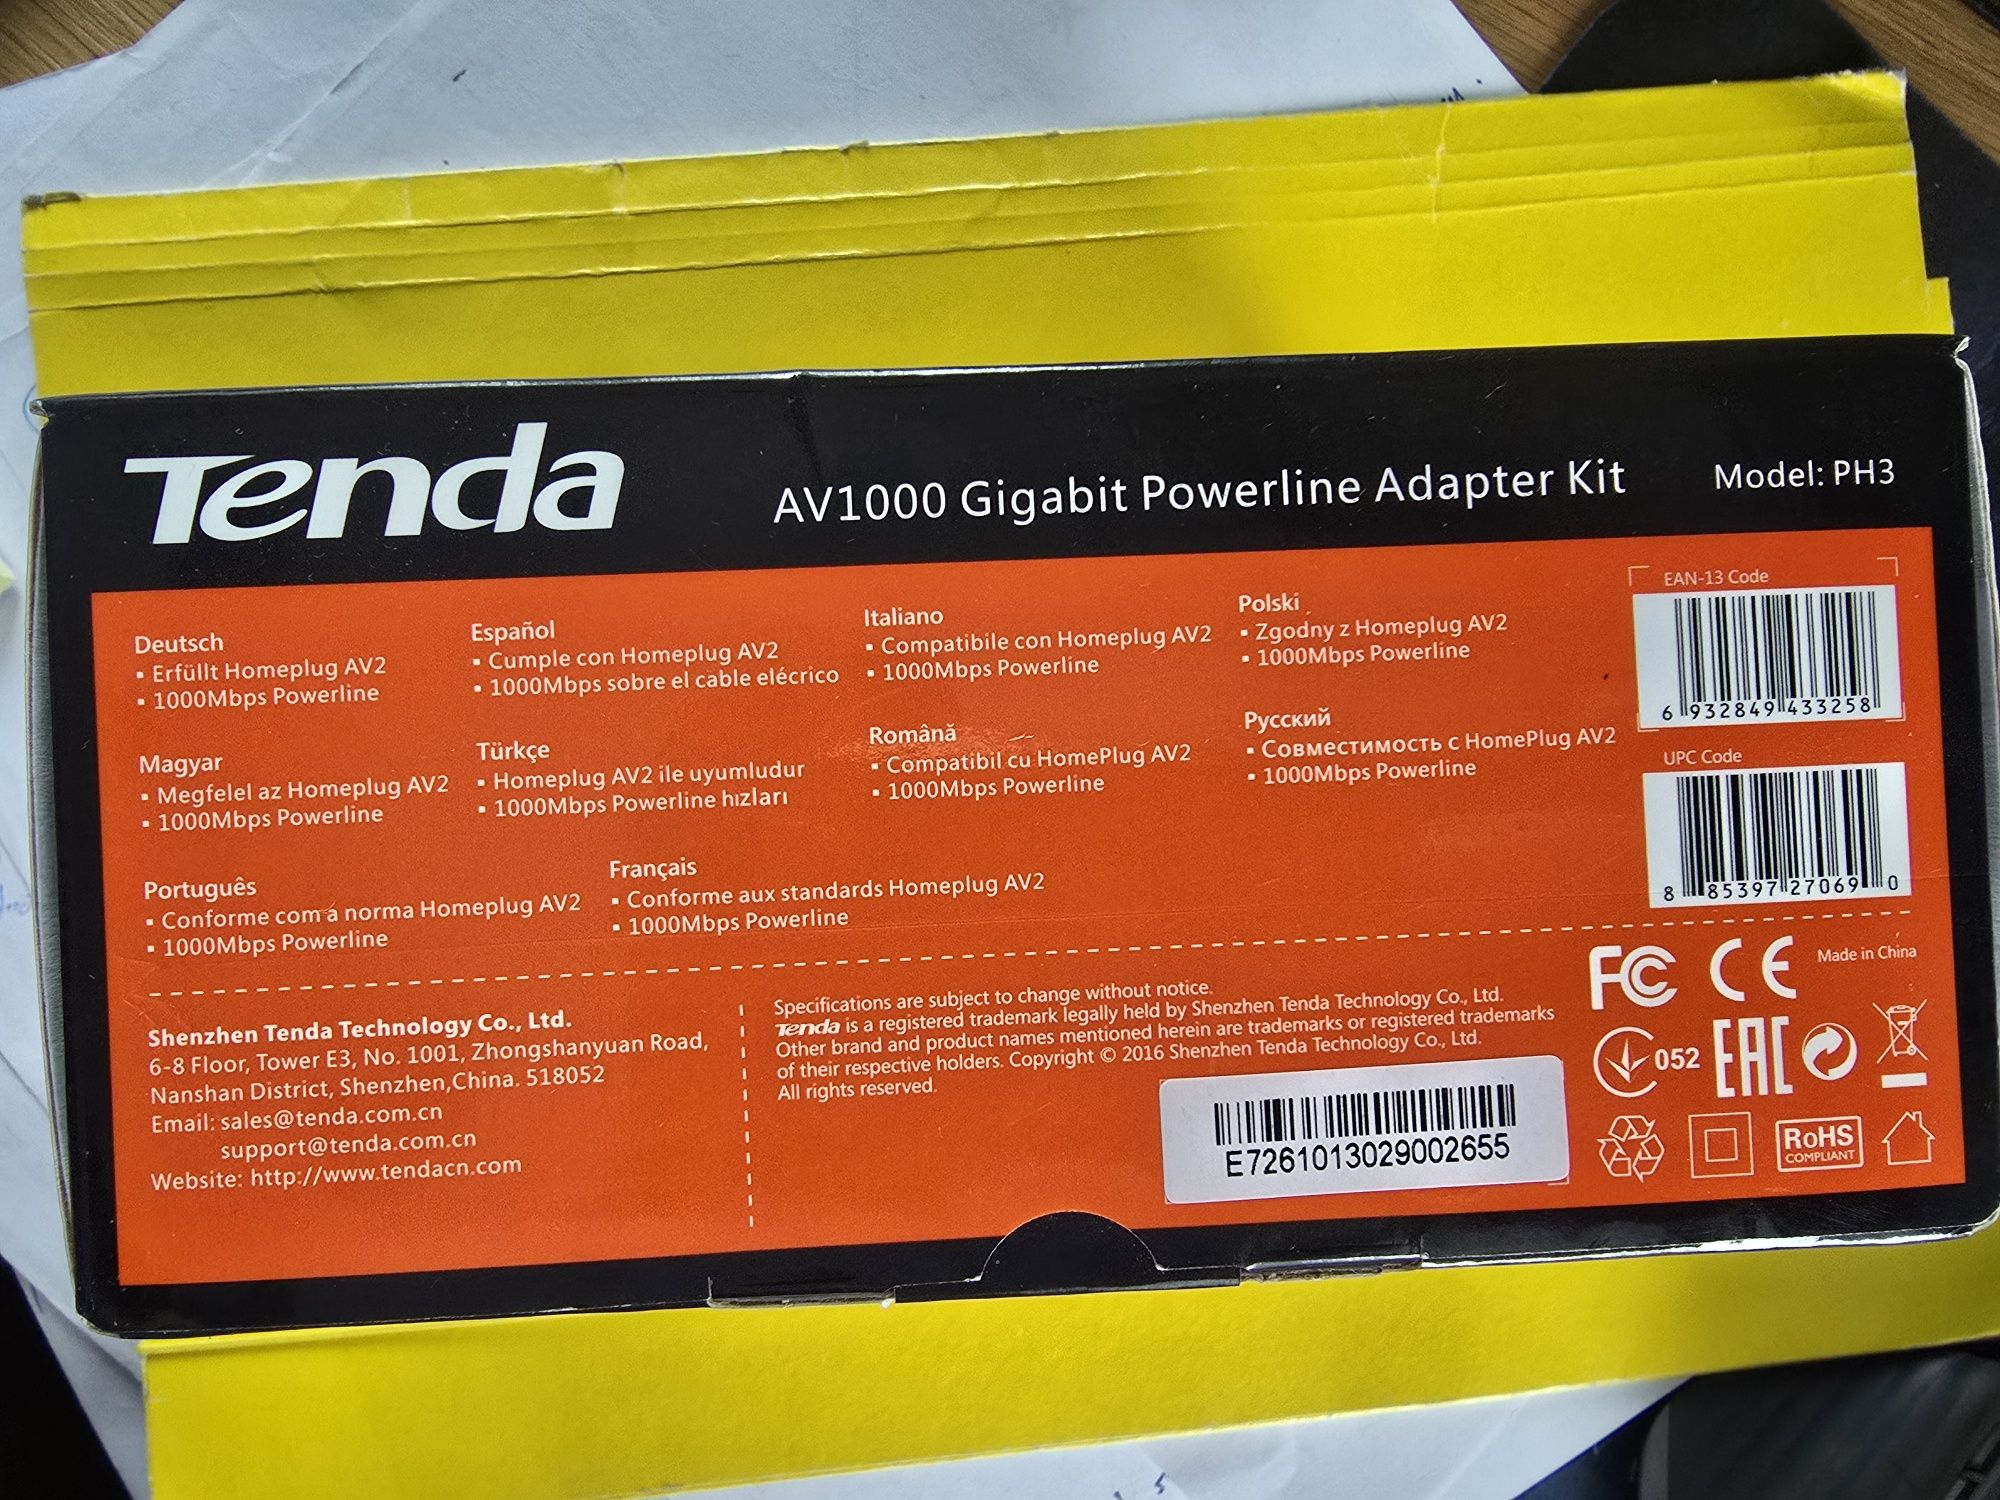 Tenda
AV1000 Gigabit Powerline Adapter Kit
Model: PH3
Deutsch
▪ Erfüllt Homeplug AV2
▪ 1000Mbps Powerline
Español
▪ Cumple con Homeplug AV2
▪ 1000Mbps sobre el cable elécrico
Italiano
▪ Compatibile con Homeplug AV2
▪ 1000Mbps Powerline
Polski
▪ Zgodny z Homeplug AV2
▪ 1000Mbps Powerline
Magyar
▪ Megfelel az Homeplug AV2
▪ 1000Mbps Powerline
Türkçe
▪ Homeplug AV2 ile uyumludur
▪ 1000Mbps Powerline hızları
Română
▪ Compatibil cu HomePlug AV2
▪ 1000Mbps Powerline
Русский
▪ Совместимость с HomePlug AV2
▪ 1000Mbps Powerline
Português
▪ Conforme com a norma Homeplug AV2
▪ 1000Mbps Powerline
Français
▪ Conforme aux standards Homeplug AV2
▪ 1000Mbps Powerline
EAN-13 Code
6 932849 433258
UPC Code
8 85397 27069 0
Shenzhen Tenda Technology Co., Ltd.
6-8 Floor, Tower E3, No. 1001, Zhongshanyuan Road,
Nanshan District, Shenzhen,China. 518052
Email: sales@tenda.com.cn
support@tenda.com.cn
Website: http://www.tendacn.com
Specifications are subject to change without notice.
Tenda is a registered trademark legally held by Shenzhen Tenda Technology Co., Ltd.
Other brand and product names mentioned herein are trademarks or registered trademarks
of their respective holders. Copyright © 2016 Shenzhen Tenda Technology Co., Ltd.
All rights reserved.
E7261013029002655
FC CE Made in China
052 EAC
RoHS
COMPLIANT